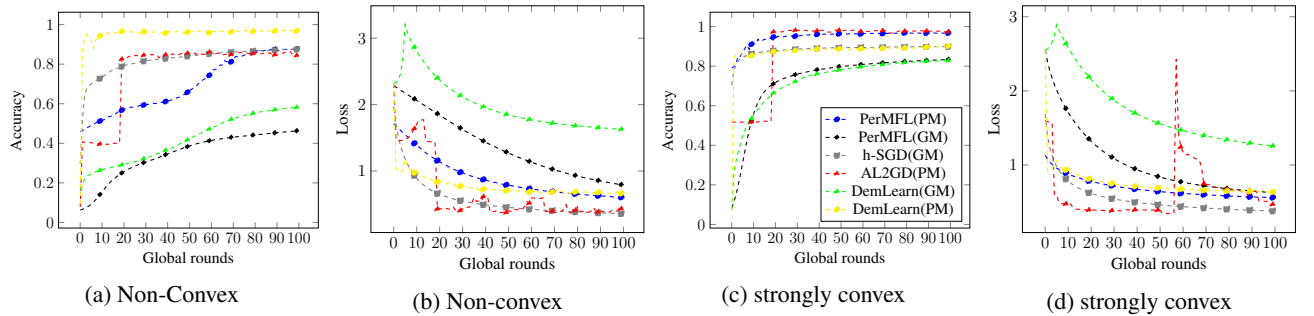 1
0.8
0.6
0.4
0.2
0
Accuracy
0 10 20 30 40 50 60 70 80 90 100
Global rounds
(a) Non-Convex
3
2
1
Loss
0 10 20 30 40 50 60 70 80 90 100
Global rounds
(b) Non-convex
1
0.8
0.6
0.4
0.2
0
Accuracy
0 10 20 30 40 50 60 70 80 90 100
Global rounds
PerMFL(PM)
PerMFL(GM)
h-SGD(GM)
AL2GD(PM)
DemLearn(GM)
DemLearn(PM)
(c) strongly convex
3
2
1
Loss
0 10 20 30 40 50 60 70 80 90 100
Global rounds
(d) strongly convex